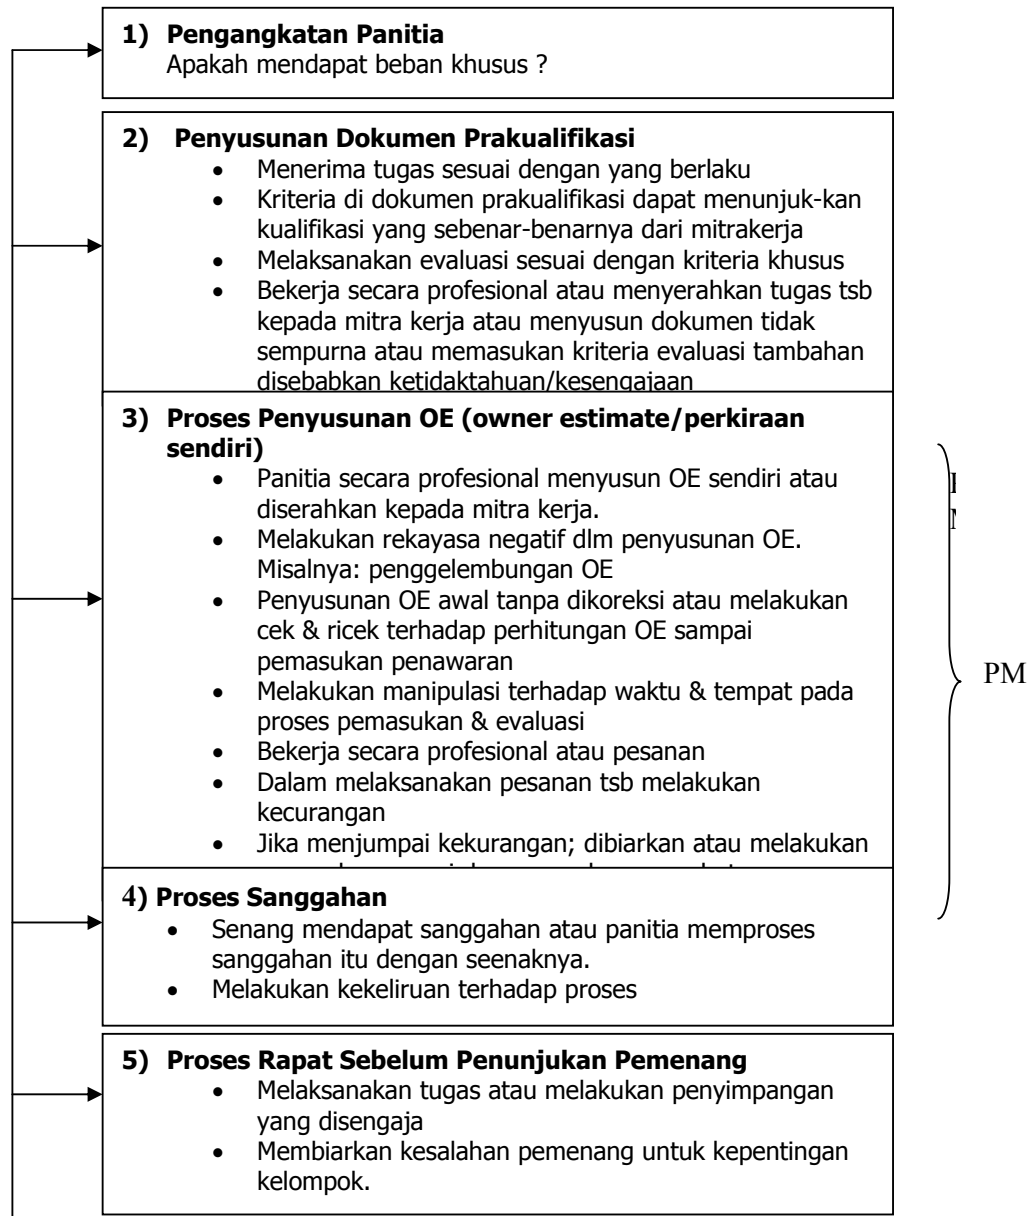 1) Pengangkatan Panitia
Apakah mendapat beban khusus ?
2) Penyusunan Dokumen Prakualifikasi
• Menerima tugas sesuai dengan yang berlaku
• Kriteria di dokumen prakualifikasi dapat menunjuk-kan
kualifikasi yang sebenar-benarnya dari mitrakerja
• Melaksanakan evaluasi sesuai dengan kriteria khusus
• Bekerja secara profesional atau menyerahkan tugas tsb
kepada mitra kerja atau menyusun dokumen tidak
sempurna atau memasukan kriteria evaluasi tambahan
disebabkan ketidaktahuan/kesengajaan
3) Proses Penyusunan OE (owner estimate/perkiraan
sendiri)
• Panitia secara profesional menyusun OE sendiri atau
diserahkan kepada mitra kerja.
• Melakukan rekayasa negatif dlm penyusunan OE.
Misalnya: penggelembungan OE
• Penyusunan OE awal tanpa dikoreksi atau melakukan
cek & ricek terhadap perhitungan OE sampai
pemasukan penawaran
• Melakukan manipulasi terhadap waktu & tempat pada
proses pemasukan & evaluasi
• Bekerja secara profesional atau pesanan
• Dalam melaksanakan pesanan tsb melakukan
kecurangan
• Jika menjumpai kekurangan; dibiarkan atau melakukan
PM
4) Proses Sanggahan
• Senang mendapat sanggahan atau panitia memproses
sanggahan itu dengan seenaknya.
• Melakukan kekeliruan terhadap proses
5) Proses Rapat Sebelum Penunjukan Pemenang
• Melaksanakan tugas atau melakukan penyimpangan
yang disengaja
• Membiarkan kesalahan pemenang untuk kepentingan
kelompok.